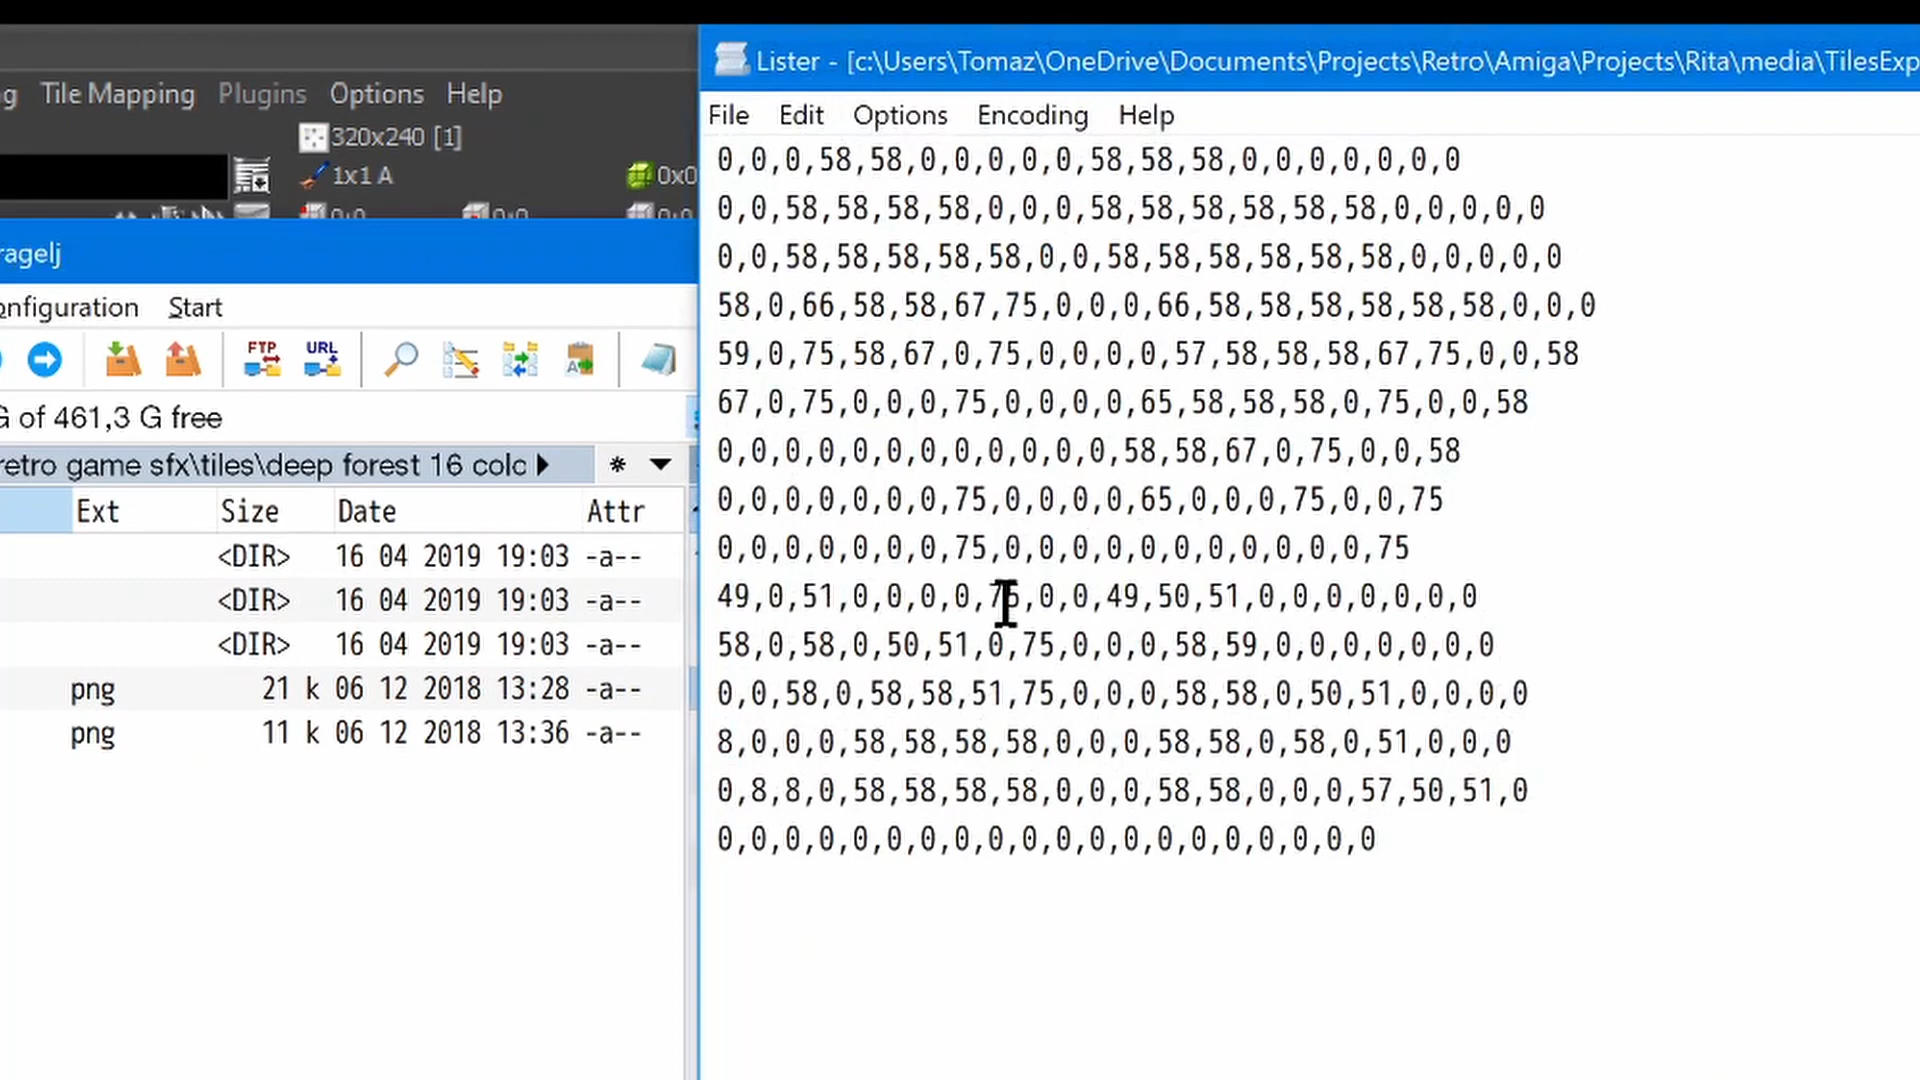 g Tile Mapping Plugins Options Help
320x240 [1]
1x1 A
0x0
ragelj
onfiguration Start
FTP URL
G of 461,3 G free
retro game sfx\tiles\deep forest 16 colc
* 
Ext Size Date Attr
<DIR> 16 04 2019 19:03 -a--
<DIR> 16 04 2019 19:03 -a--
<DIR> 16 04 2019 19:03 -a--
png 21 k 06 12 2018 13:28 -a--
png 11 k 06 12 2018 13:36 -a--
Lister - [c:\Users\Tomaz\OneDrive\Documents\Projects\Retro\Amiga\Projects\Rita\media\TilesExp
File Edit Options Encoding Help
0,0,0,58,58,0,0,0,0,0,58,58,58,0,0,0,0,0,0,0
0,0,58,58,58,58,0,0,0,58,58,58,58,58,58,0,0,0,0,0
0,0,58,58,58,58,58,0,0,58,58,58,58,58,58,0,0,0,0,0
58,0,66,58,58,67,75,0,0,0,66,58,58,58,58,58,58,0,0,0
59,0,75,58,67,0,75,0,0,0,0,57,58,58,58,67,75,0,0,58
67,0,75,0,0,0,75,0,0,0,0,65,58,58,58,0,75,0,0,58
0,0,0,0,0,0,0,0,0,0,0,0,58,58,67,0,75,0,0,58
0,0,0,0,0,0,0,75,0,0,0,0,65,0,0,0,75,0,0,75
0,0,0,0,0,0,0,75,0,0,0,0,0,0,0,0,0,0,0,75
49,0,51,0,0,0,0,75,0,0,49,50,51,0,0,0,0,0,0,0
58,0,58,0,50,51,0,75,0,0,0,58,59,0,0,0,0,0,0,0
0,0,58,0,58,58,51,75,0,0,0,58,58,0,50,51,0,0,0,0
8,0,0,0,58,58,58,58,0,0,0,58,58,0,58,0,51,0,0,0
0,8,8,0,58,58,58,58,0,0,0,58,58,0,0,0,57,50,51,0
0,0,0,0,0,0,0,0,0,0,0,0,0,0,0,0,0,0,0,0